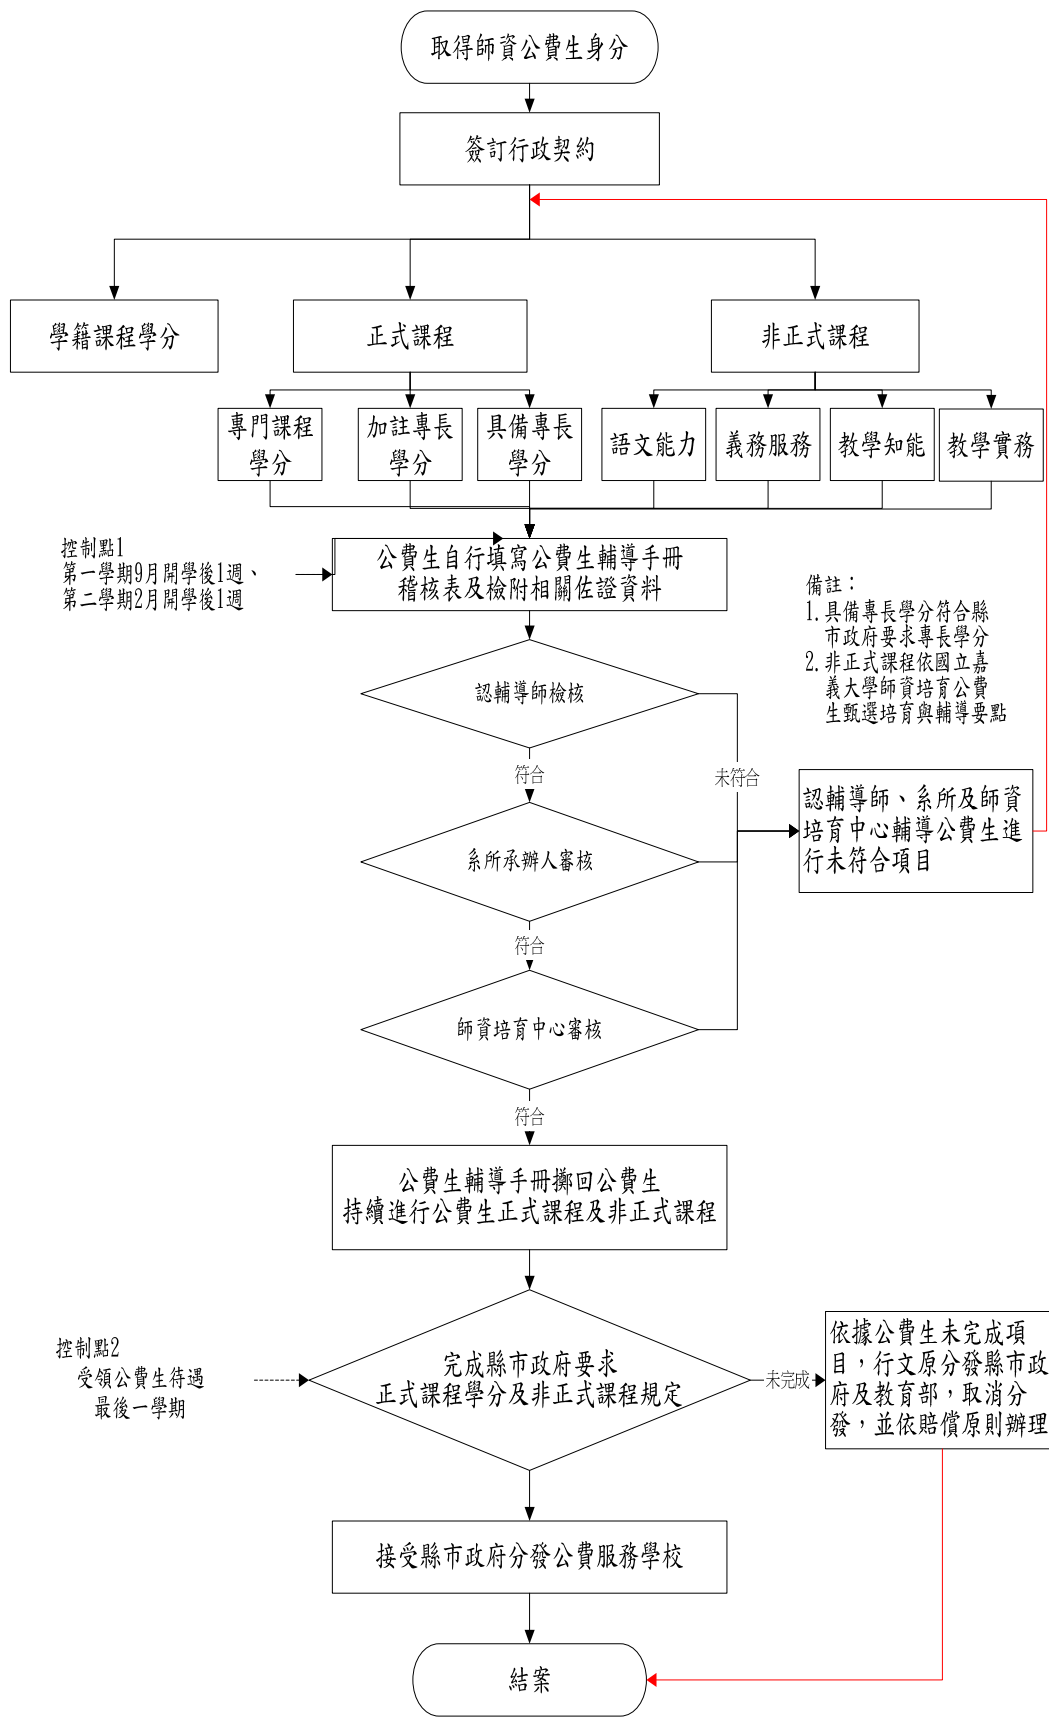 取得師資公費生身分
簽訂行政契約
學籍課程學分
正式課程
非正式課程
專門課程
學分
加註專長
學分
具備專長
學分
語文能力
義務服務
教學知能
教學實務
控制點1
第一學期9月開學後1週、
第二學期2月開學後1週
公費生自行填寫公費生輔導手冊
稽核表及檢附相關佐證資料
備註：
1.具備專長學分符合縣
市政府要求專長學分
2.非正式課程依國立嘉
義大學師資培育公費
生甄選培育與輔導要點
認輔導師檢核
符合
未符合
認輔導師、系所及師資
培育中心輔導公費生進
行未符合項目
系所承辦人審核
符合
師資培育中心審核
符合
公費生輔導手冊擲回公費生
持續進行公費生正式課程及非正式課程
控制點2
受領公費生待遇
最後一學期
完成縣市政府要求
正式課程學分及非正式課程規定
未完成
依據公費生未完成項
目，行文原分發縣市政
府及教育部，取消分
發，並依賠償原則辦理
接受縣市政府分發公費服務學校
結案